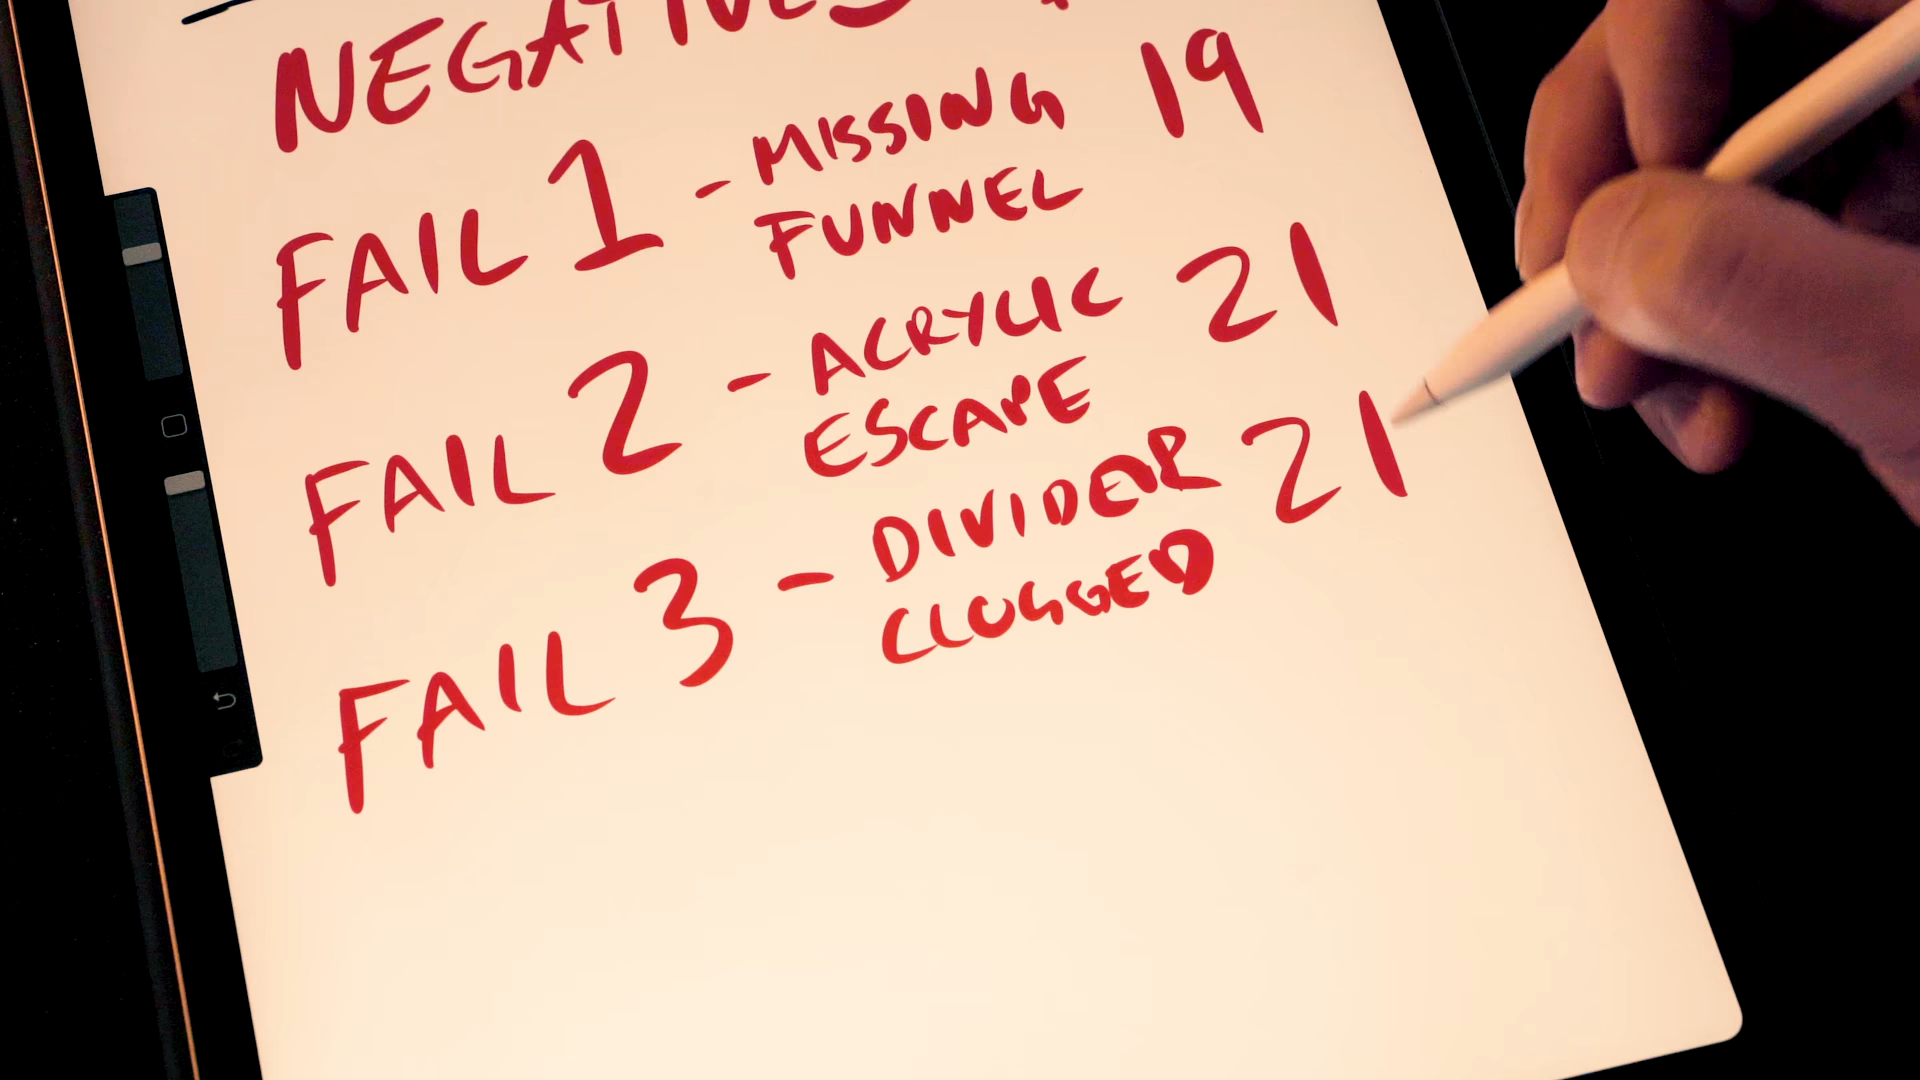 NEGATIVES
FAIL 1 - MISSING FUNNEL 19
FAIL 2 - ACRYLIC ESCAPE 21
FAIL 3 - DIVIDER CLOGGED 21